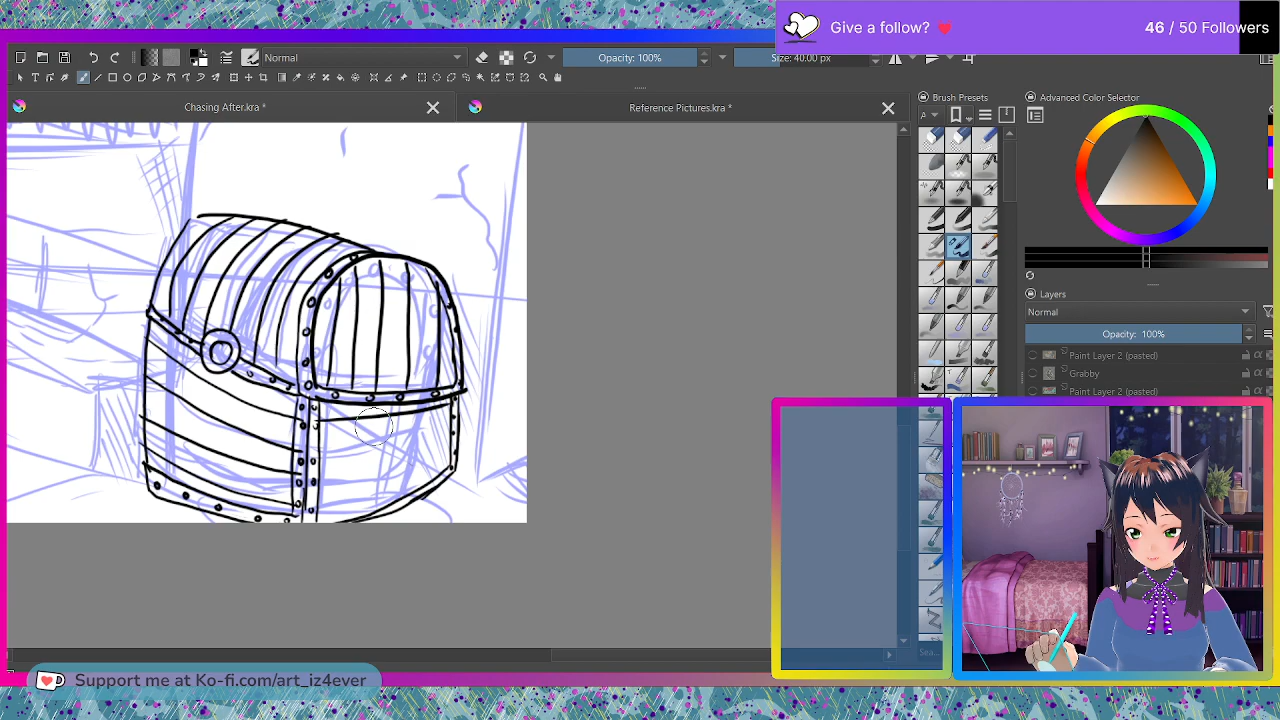 Give a follow?
46 / 50 Followers
Normal
Opacity: 100%
Size: 40.00 px
Chasing After.kra *
Reference Pictures.kra *
Brush Presets
Advanced Color Selector
A
Layers
Normal
Opacity: 100%
Paint Layer 2 (pasted)
Grabby
Paint Layer 2 (pasted)
Sea...
Support me at Ko-fi.com/art_iz4ever